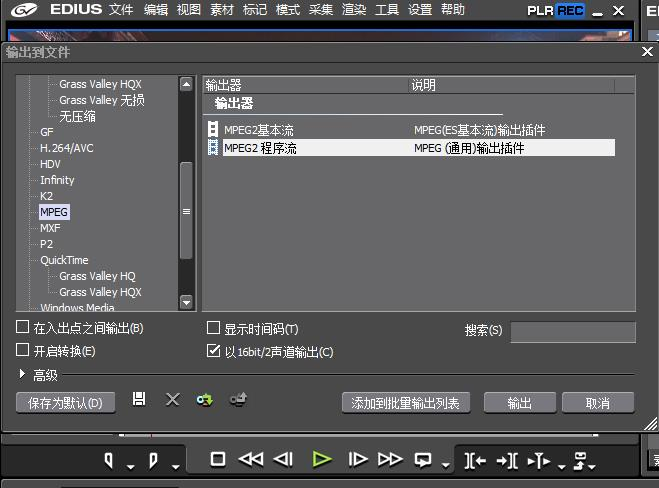 EDIUS 文件 编辑 视图 素材 标记 模式 采集 渲染 工具 设置 帮助 PLR REC
输出到文件
Grass Valley HQX
Grass Valley 无损
无压缩
GF
H.264/AVC
HDV
Infinity
K2
MPEG
MXF
P2
QuickTime
Grass Valley HQ
Grass Valley HQX
Windows Media
输出器 说明
输出器
MPEG2基本流 MPEG(ES基本流)输出插件
MPEG2 程序流 MPEG (通用)输出插件
在入出点之间输出(B) 显示时间码(T) 搜索(S)
开启转换(E) 以16bit/2声道输出(C)
高级
保存为默认(D) 添加到批量输出列表 输出 取消